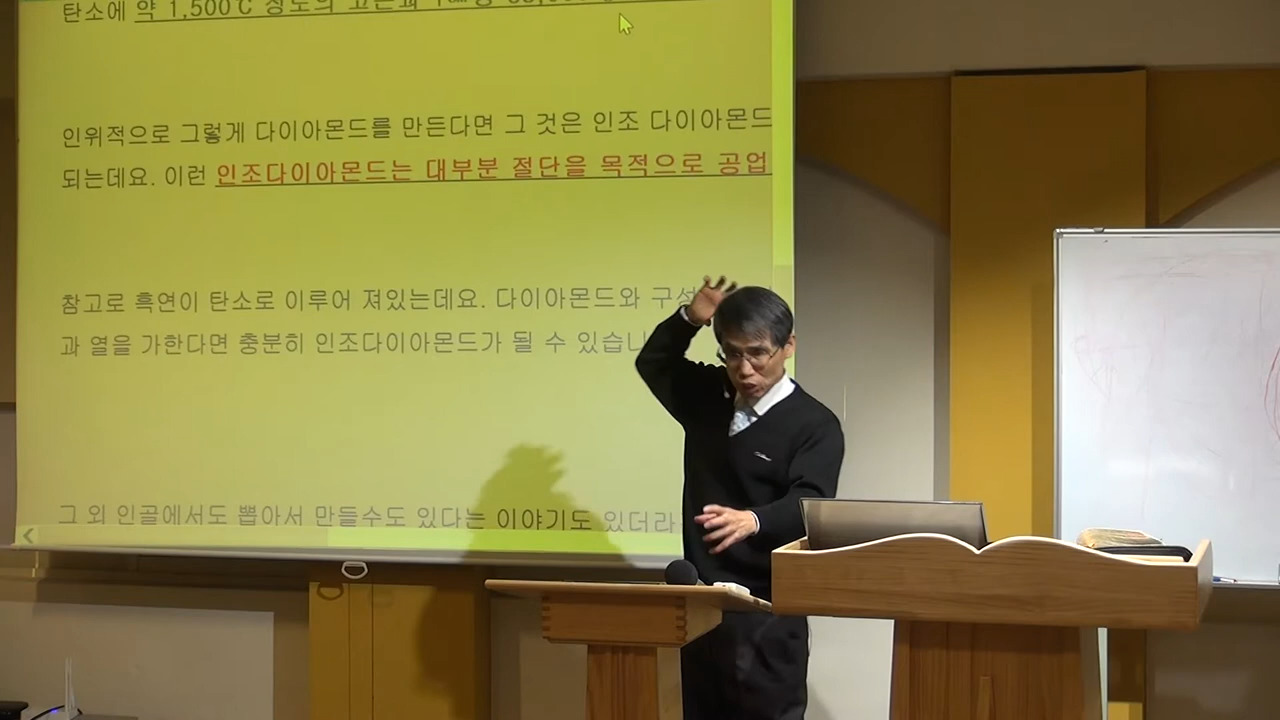 탄소에 약 1,500℃ 정도의 고온과
인위적으로 그렇게 다이아몬드를 만든다면 그 것은 인조 다이아몬드
되는데요. 이런 인조다이아몬드는 대부분 절단을 목적으로 공업
참고로 흑연이 탄소로 이루어 져있는데요. 다이아몬드와 구성
과 열을 가한다면 충분히 인조다이아몬드가 될 수 있습니
그 외 인골에서도 뽑아서 만들수도 있다는 이야기도 있더라